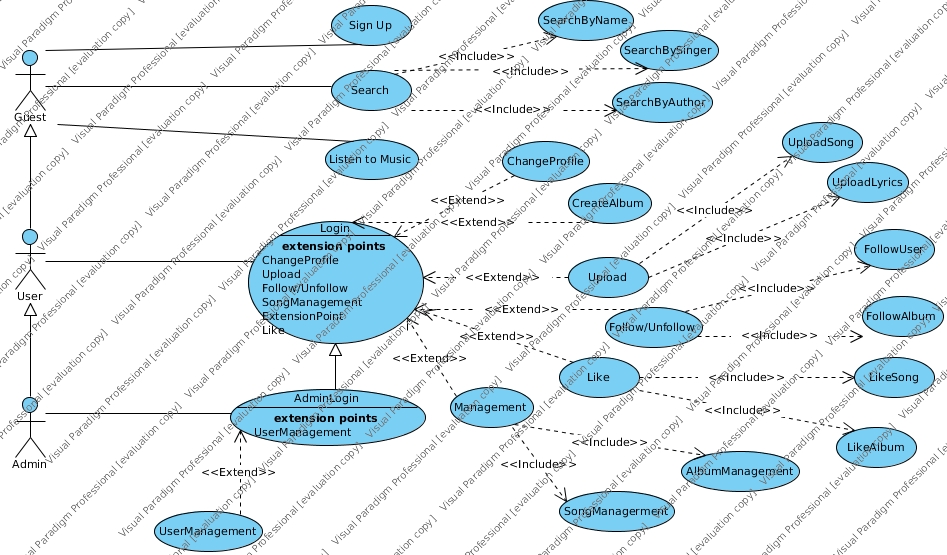 Sign Up
SearchByName
<<Include>>
SearchBySinger
<<Include>>
Search
SearchByAuthor
<<Include>>
Guest
Listen to Music
ChangeProfile
UploadSong
UploadLyrics
<<Extend>>
CreateAlbum
<<Include>>
<<Extend>>
Login
extension points
ChangeProfile
Upload
Follow/Unfollow
SongManagement
ExtensionPoint
Like
<<Include>>
FollowUser
<<Extend>>
Upload
<<Include>>
User
<<Extend>>
Follow/Unfollow
FollowAlbum
<<Extend>>
<<Include>>
<<Extend>>
Like
<<Include>>
LikeSong
AdminLogin
extension points
UserManagement
Management
<<Include>>
<<Include>>
LikeAlbum
Admin
<<Extend>>
<<Include>>
AlbumManagement
SongManagerment
UserManagement
Visual Paradigm Professional [evaluation copy]